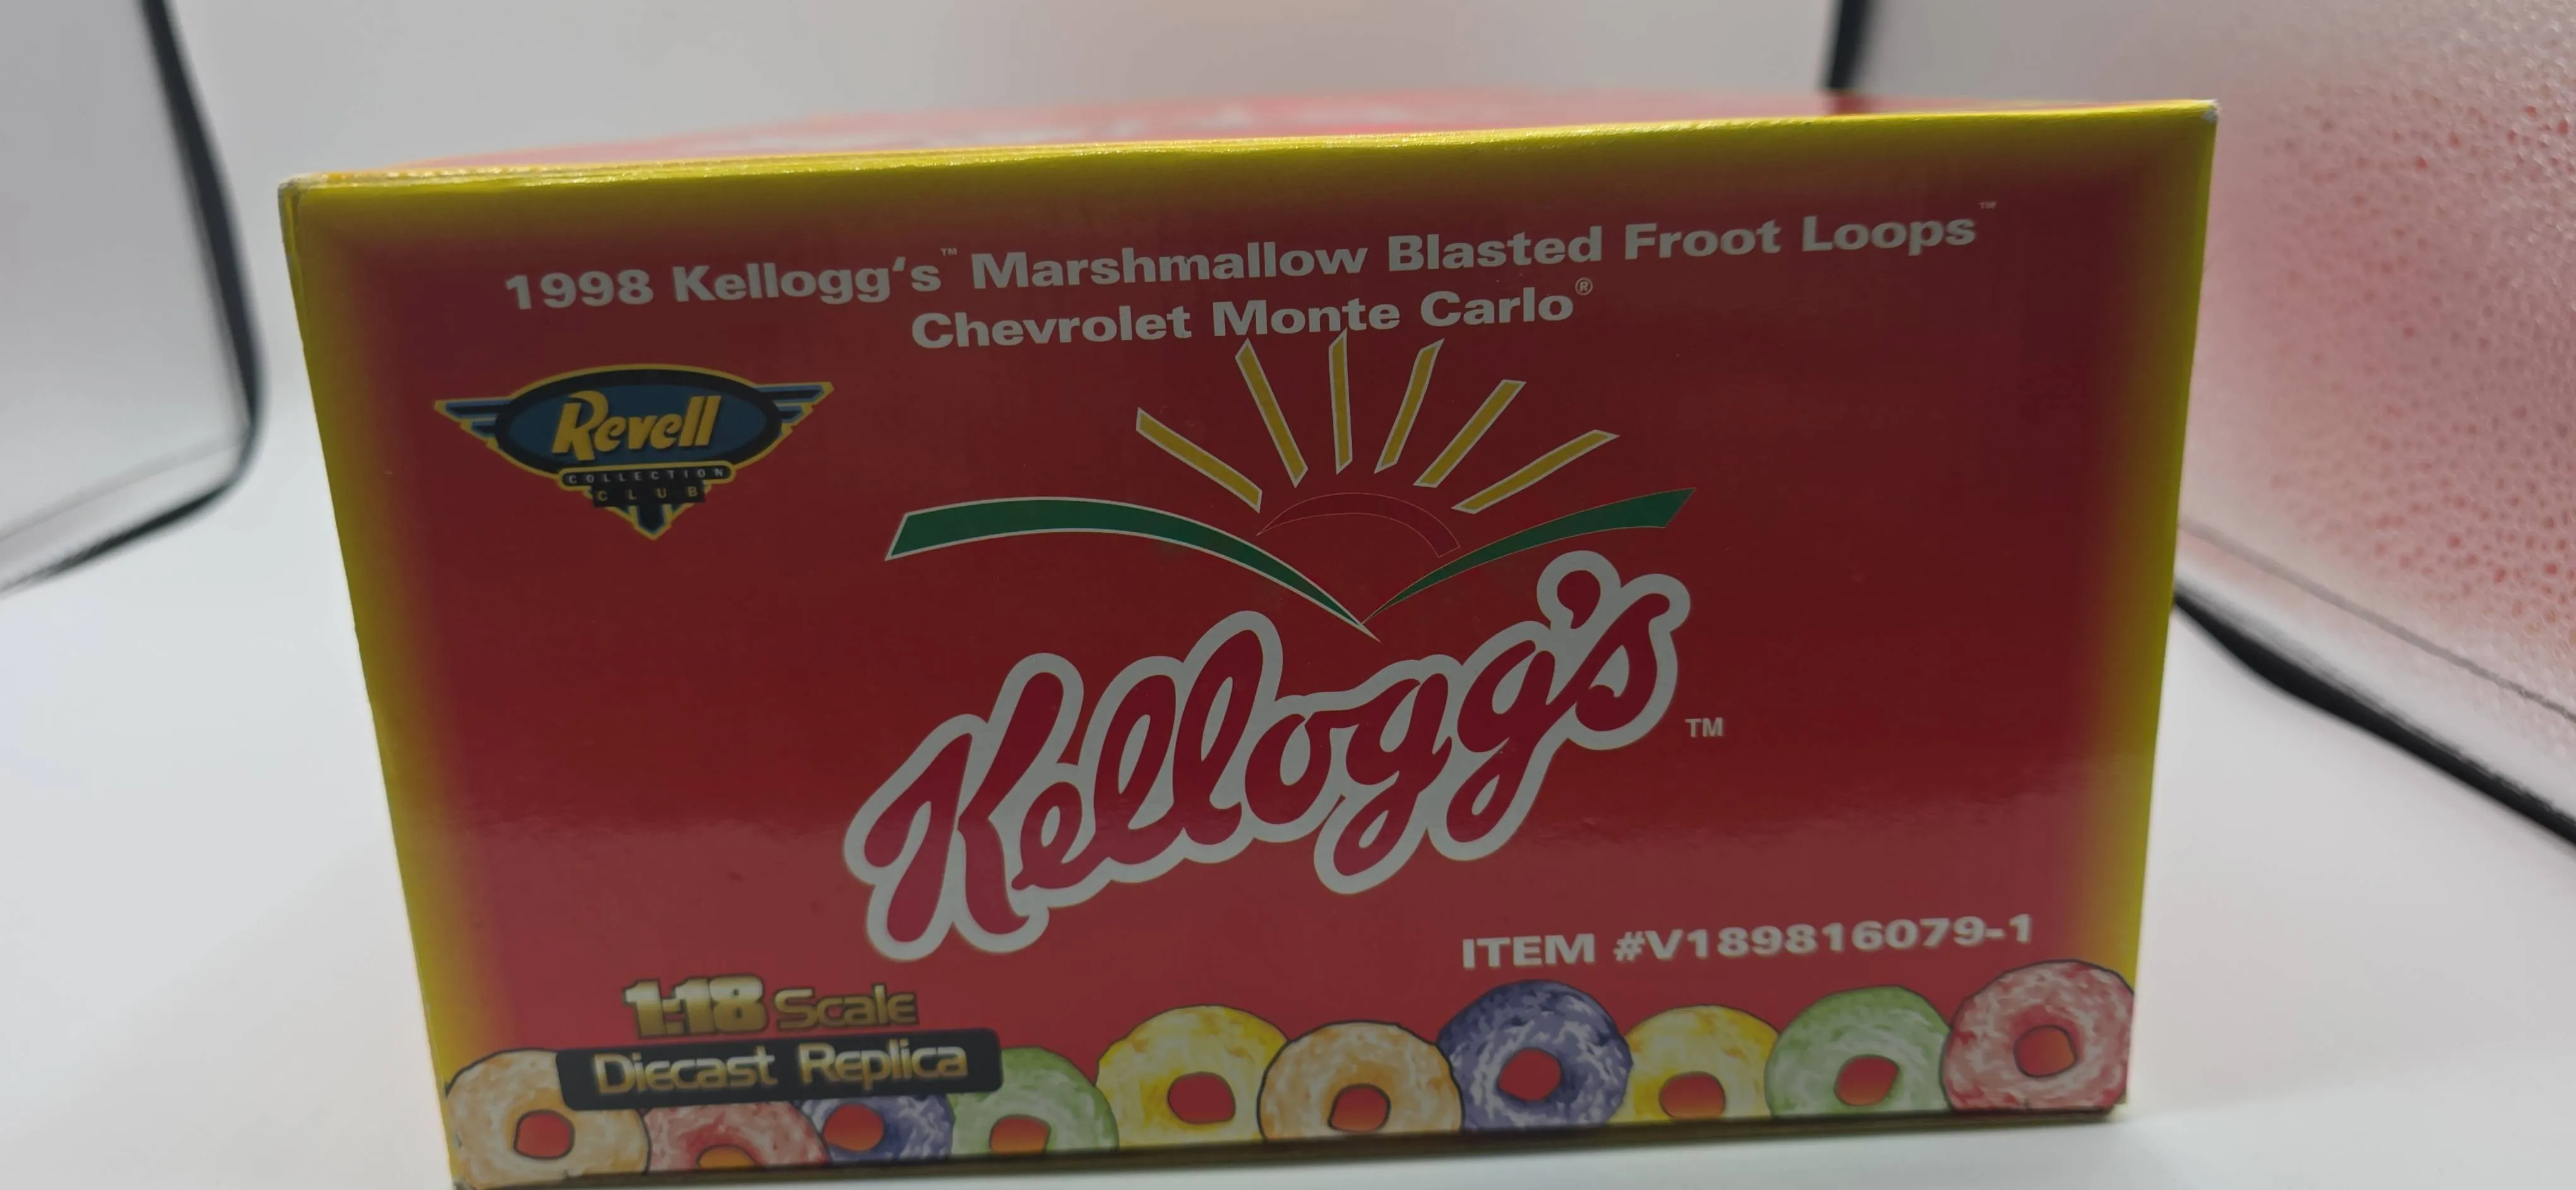 1998 Kellogg's™ Marshmallow Blasted Froot Loops™
Chevrolet Monte Carlo®
Revell
COLLECTION
CLUB
Kellogg's™
ITEM #V189816079-1
1:18 Scale
Diecast Replica